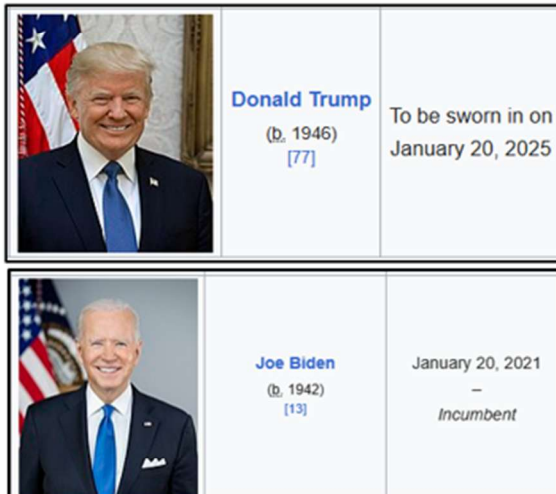 Donald Trump
(b. 1946)
[77]
To be sworn in on
January 20, 2025
Joe Biden
(b. 1942)
[13]
January 20, 2021
–
Incumbent